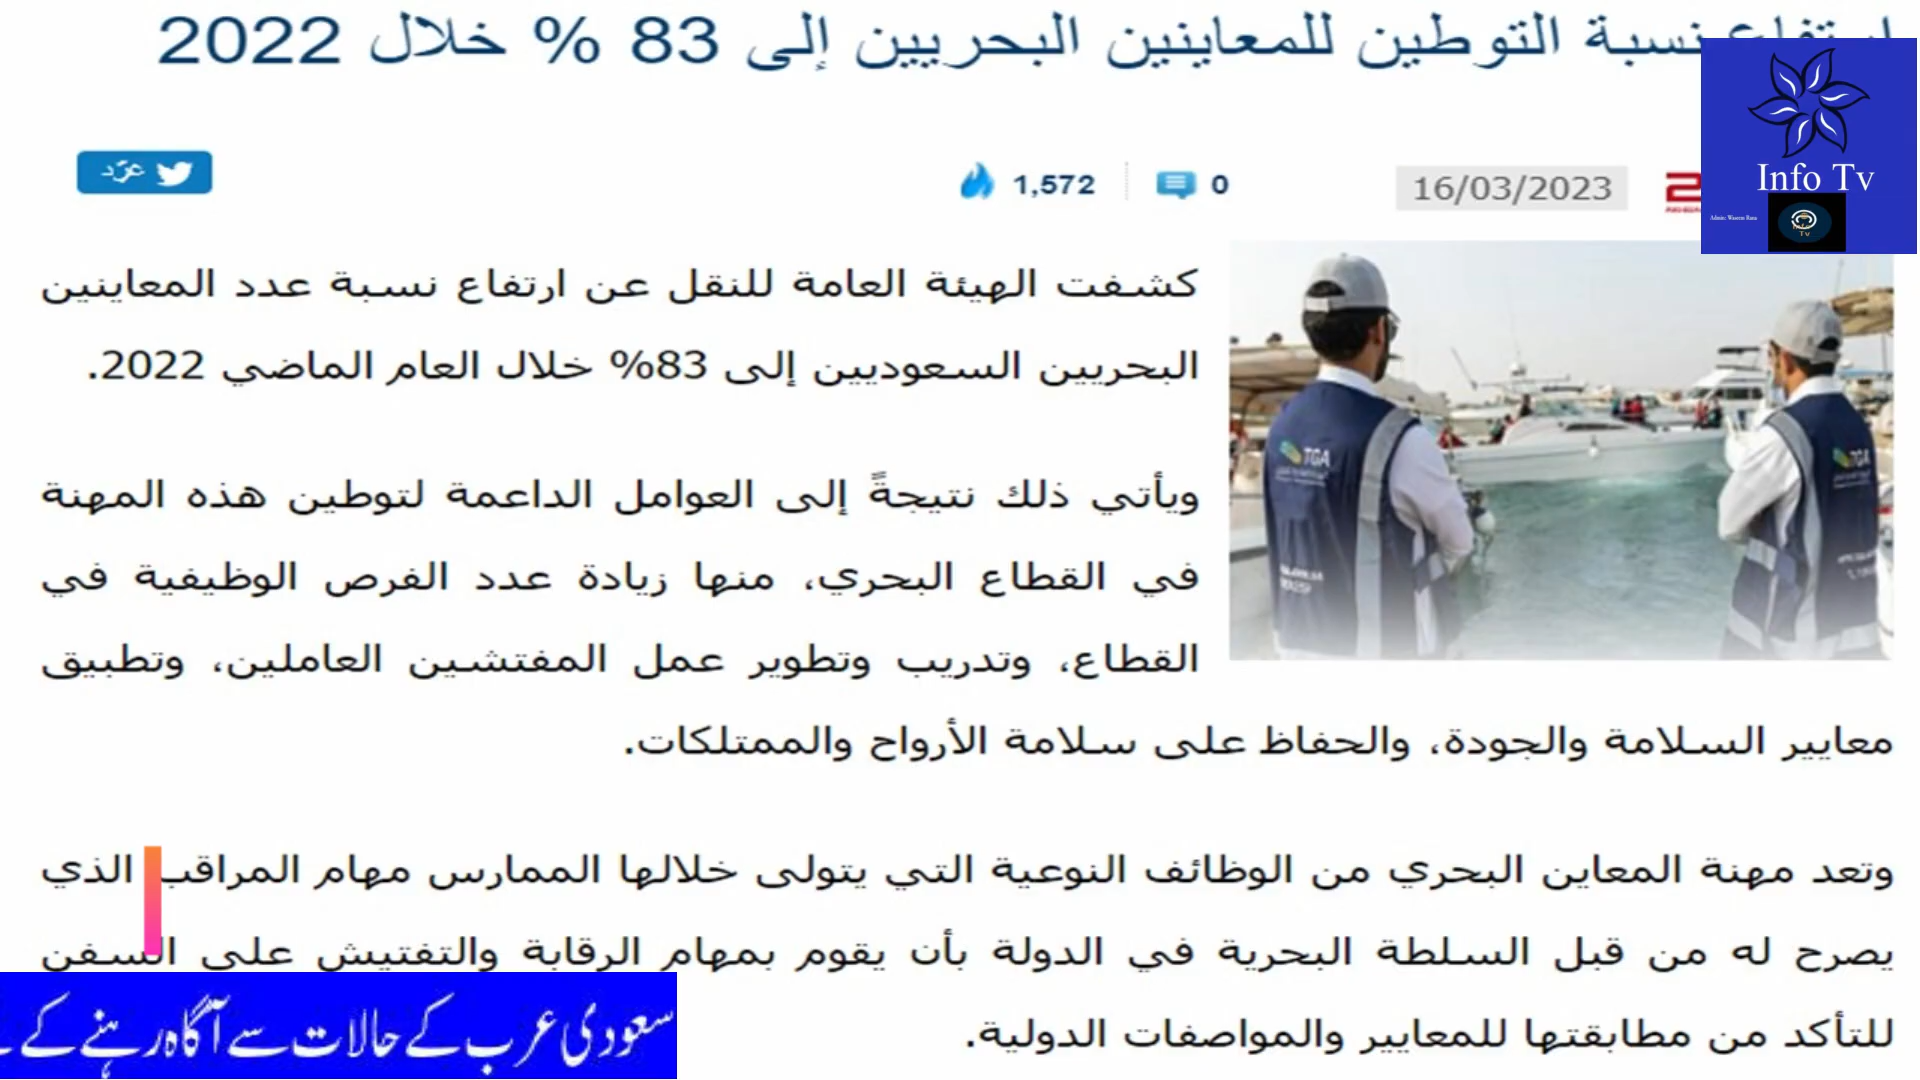 ارتفاع نسبة التوطين للمعاينين البحريين إلى 83 % خلال 2022
Info Tv
Admin: Waseem Rana
16/03/2023
0
1,572
غرّد
كشفت الهيئة العامة للنقل عن ارتفاع نسبة عدد المعاينين
البحريين السعوديين إلى 83% خلال العام الماضي 2022.
ويأتي ذلك نتيجةً إلى العوامل الداعمة لتوطين هذه المهنة
في القطاع البحري، منها زيادة عدد الفرص الوظيفية في
القطاع، وتدريب وتطوير عمل المفتشين العاملين، وتطبيق
معايير السلامة والجودة، والحفاظ على سلامة الأرواح والممتلكات.
TGA
TGA
وتعد مهنة المعاين البحري من الوظائف النوعية التي يتولى خلالها الممارس مهام المراقب الذي
يصرح له من قبل السلطة البحرية في الدولة بأن يقوم بمهام الرقابة والتفتيش على السفن
للتأكد من مطابقتها للمعايير والمواصفات الدولية.
سعودی عرب کے حالات سے آگاہ رہنے کے